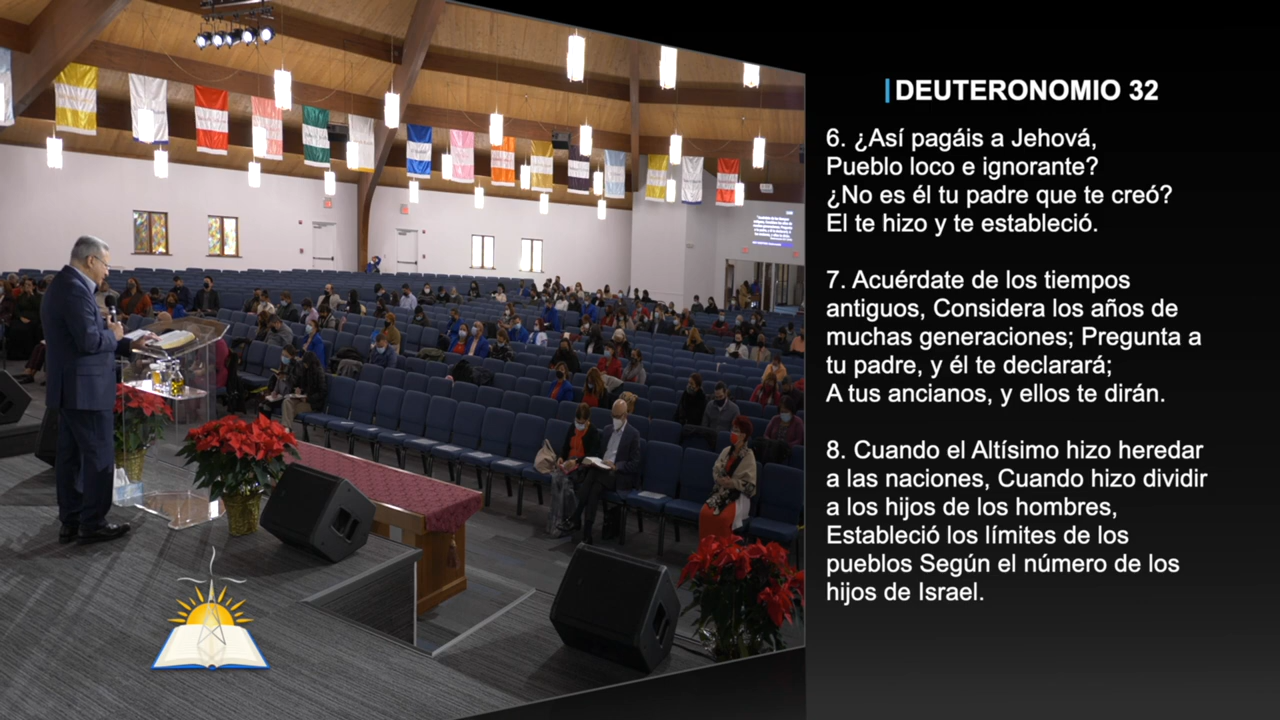 DEUTERONOMIO 32
6. ¿Así pagáis a Jehová,
Pueblo loco e ignorante?
¿No es él tu padre que te creó?
El te hizo y te estableció.
7. Acuérdate de los tiempos
antiguos, Considera los años de
muchas generaciones; Pregunta a
tu padre, y él te declarará;
A tus ancianos, y ellos te dirán.
8. Cuando el Altísimo hizo heredar
a las naciones, Cuando hizo dividir
a los hijos de los hombres,
Estableció los límites de los
pueblos Según el número de los
hijos de Israel.